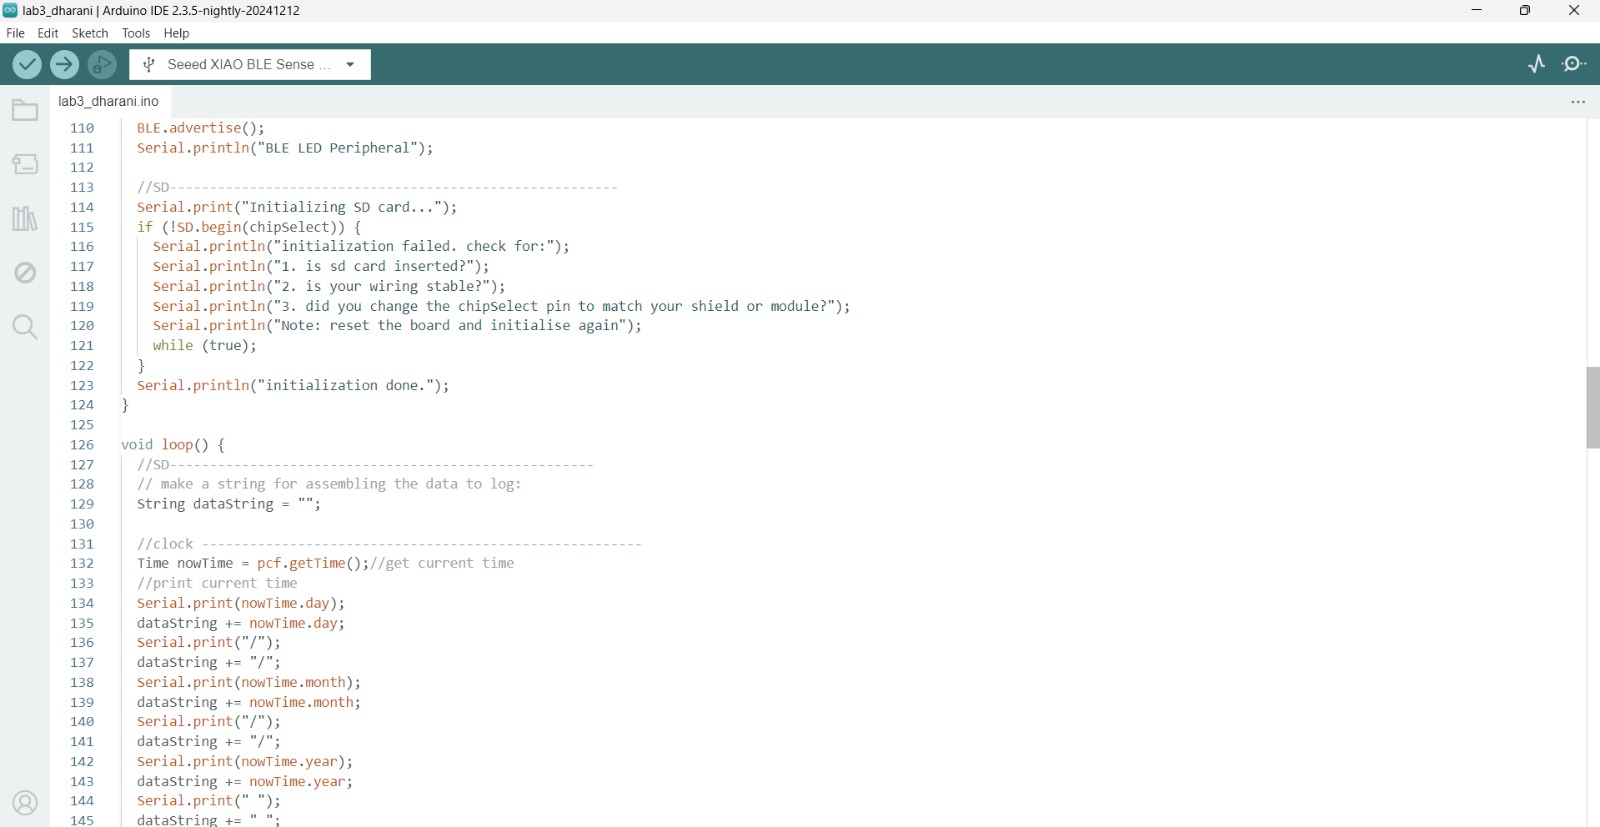 lab3_dharani | Arduino IDE 2.3.5-nightly-20241212
File Edit Sketch Tools Help
Seeed XIAO BLE Sense ...
lab3_dharani.ino
110 BLE.advertise();
111 Serial.println("BLE LED Peripheral");
112
113 //SD--------------------------------------------------------
114 Serial.print("Initializing SD card...");
115 if (!SD.begin(chipSelect)) {
116 Serial.println("initialization failed. check for:");
117 Serial.println("1. is sd card inserted?");
118 Serial.println("2. is your wiring stable?");
119 Serial.println("3. did you change the chipSelect pin to match your shield or module?");
120 Serial.println("Note: reset the board and initialise again");
121 while (true);
122 }
123 Serial.println("initialization done.");
124 }
125
126 void loop() {
127 //SD-----------------------------------------------------
128 // make a string for assembling the data to log:
129 String dataString = "";
130
131 //clock -------------------------------------------------------
132 Time nowTime = pcf.getTime();//get current time
133 //print current time
134 Serial.print(nowTime.day);
135 dataString += nowTime.day;
136 Serial.print("/");
137 dataString += "/";
138 Serial.print(nowTime.month);
139 dataString += nowTime.month;
140 Serial.print("/");
141 dataString += "/";
142 Serial.print(nowTime.year);
143 dataString += nowTime.year;
144 Serial.print(" ");
145 dataString += " ";